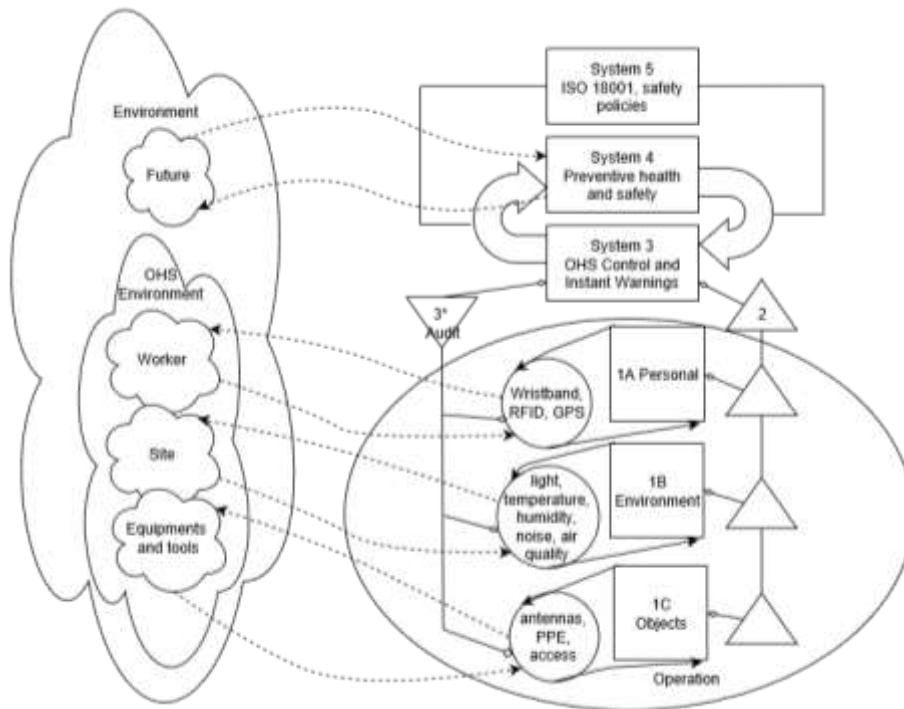 Environment
Future
OHS
Environment
Worker
Site
Equipments
and tools
System 5
ISO 18001, safety
policies
System 4
Preventive health
and safety
System 3
OHS Control and
Instant Warnings
3*
Audit
2
Wristband,
RFID, GPS
1A Personal
light,
temperature,
humidity,
noise, air
quality
1B
Environment
antennas,
PPE,
access
1C
Objects
Operation